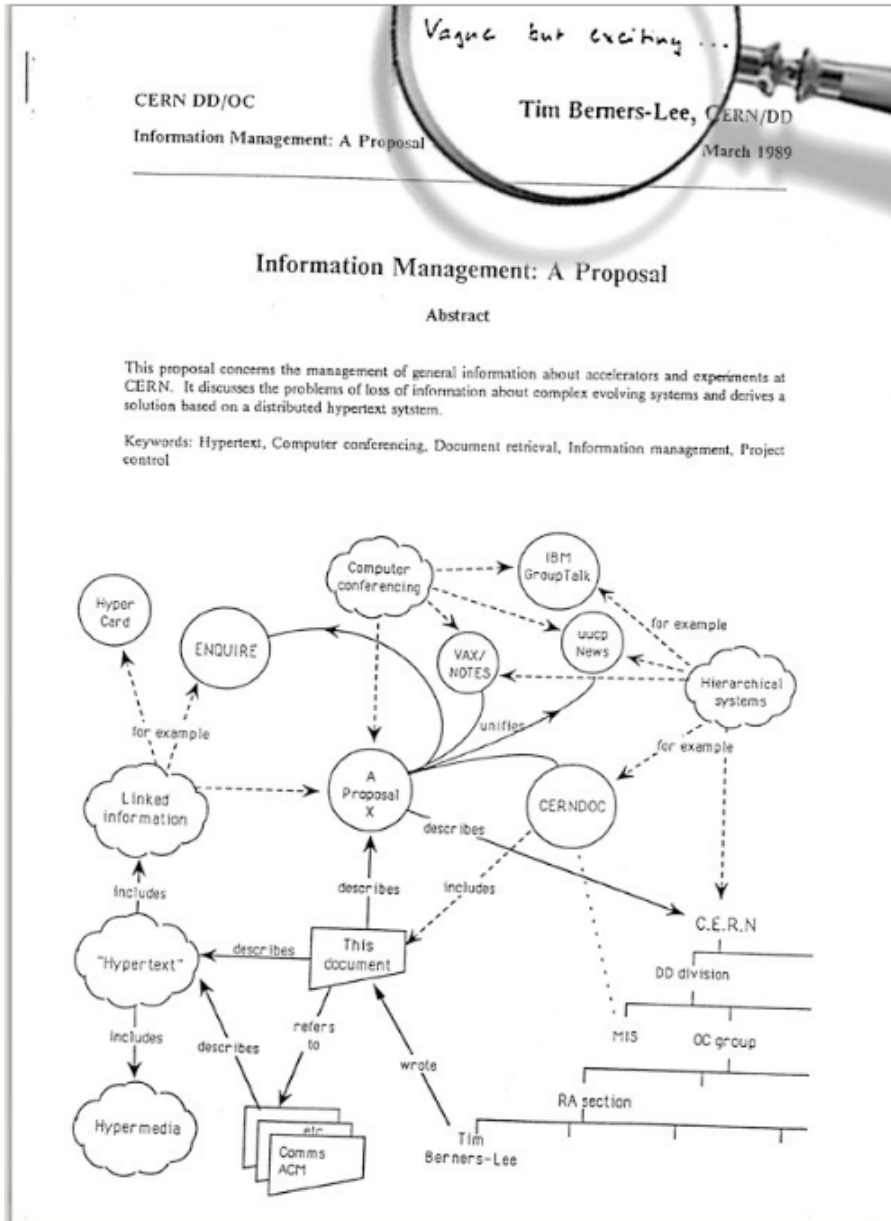 Vague but exciting ...
CERN DD/OC
Tim Berners-Lee, CERN/DD
Information Management: A Proposal
March 1989
Information Management: A Proposal
Abstract
This proposal concerns the management of general information about accelerators and experiments at
CERN. It discusses the problems of loss of information about complex evolving systems and derives a
solution based on a distributed hypertext sytstem.
Keywords: Hypertext, Computer conferencing, Document retrieval, Information management, Project
control
Computer
conferencing
IBM
GroupTalk
Hyper
Card
ENQUIRE
VAX/
NOTES
uucp
News
for example
Hierarchical
systems
unifies
for example
for example
Linked
information
A
Proposal
X
CERNDOC
describes
includes
describes
includes
C.E.R.N
"Hypertext"
describes
This
document
DD division
includes
describes
refers
to
MIS
OC group
wrote
RA section
Hypermedia
etc
Comms
ACM
Tim
Berners-Lee